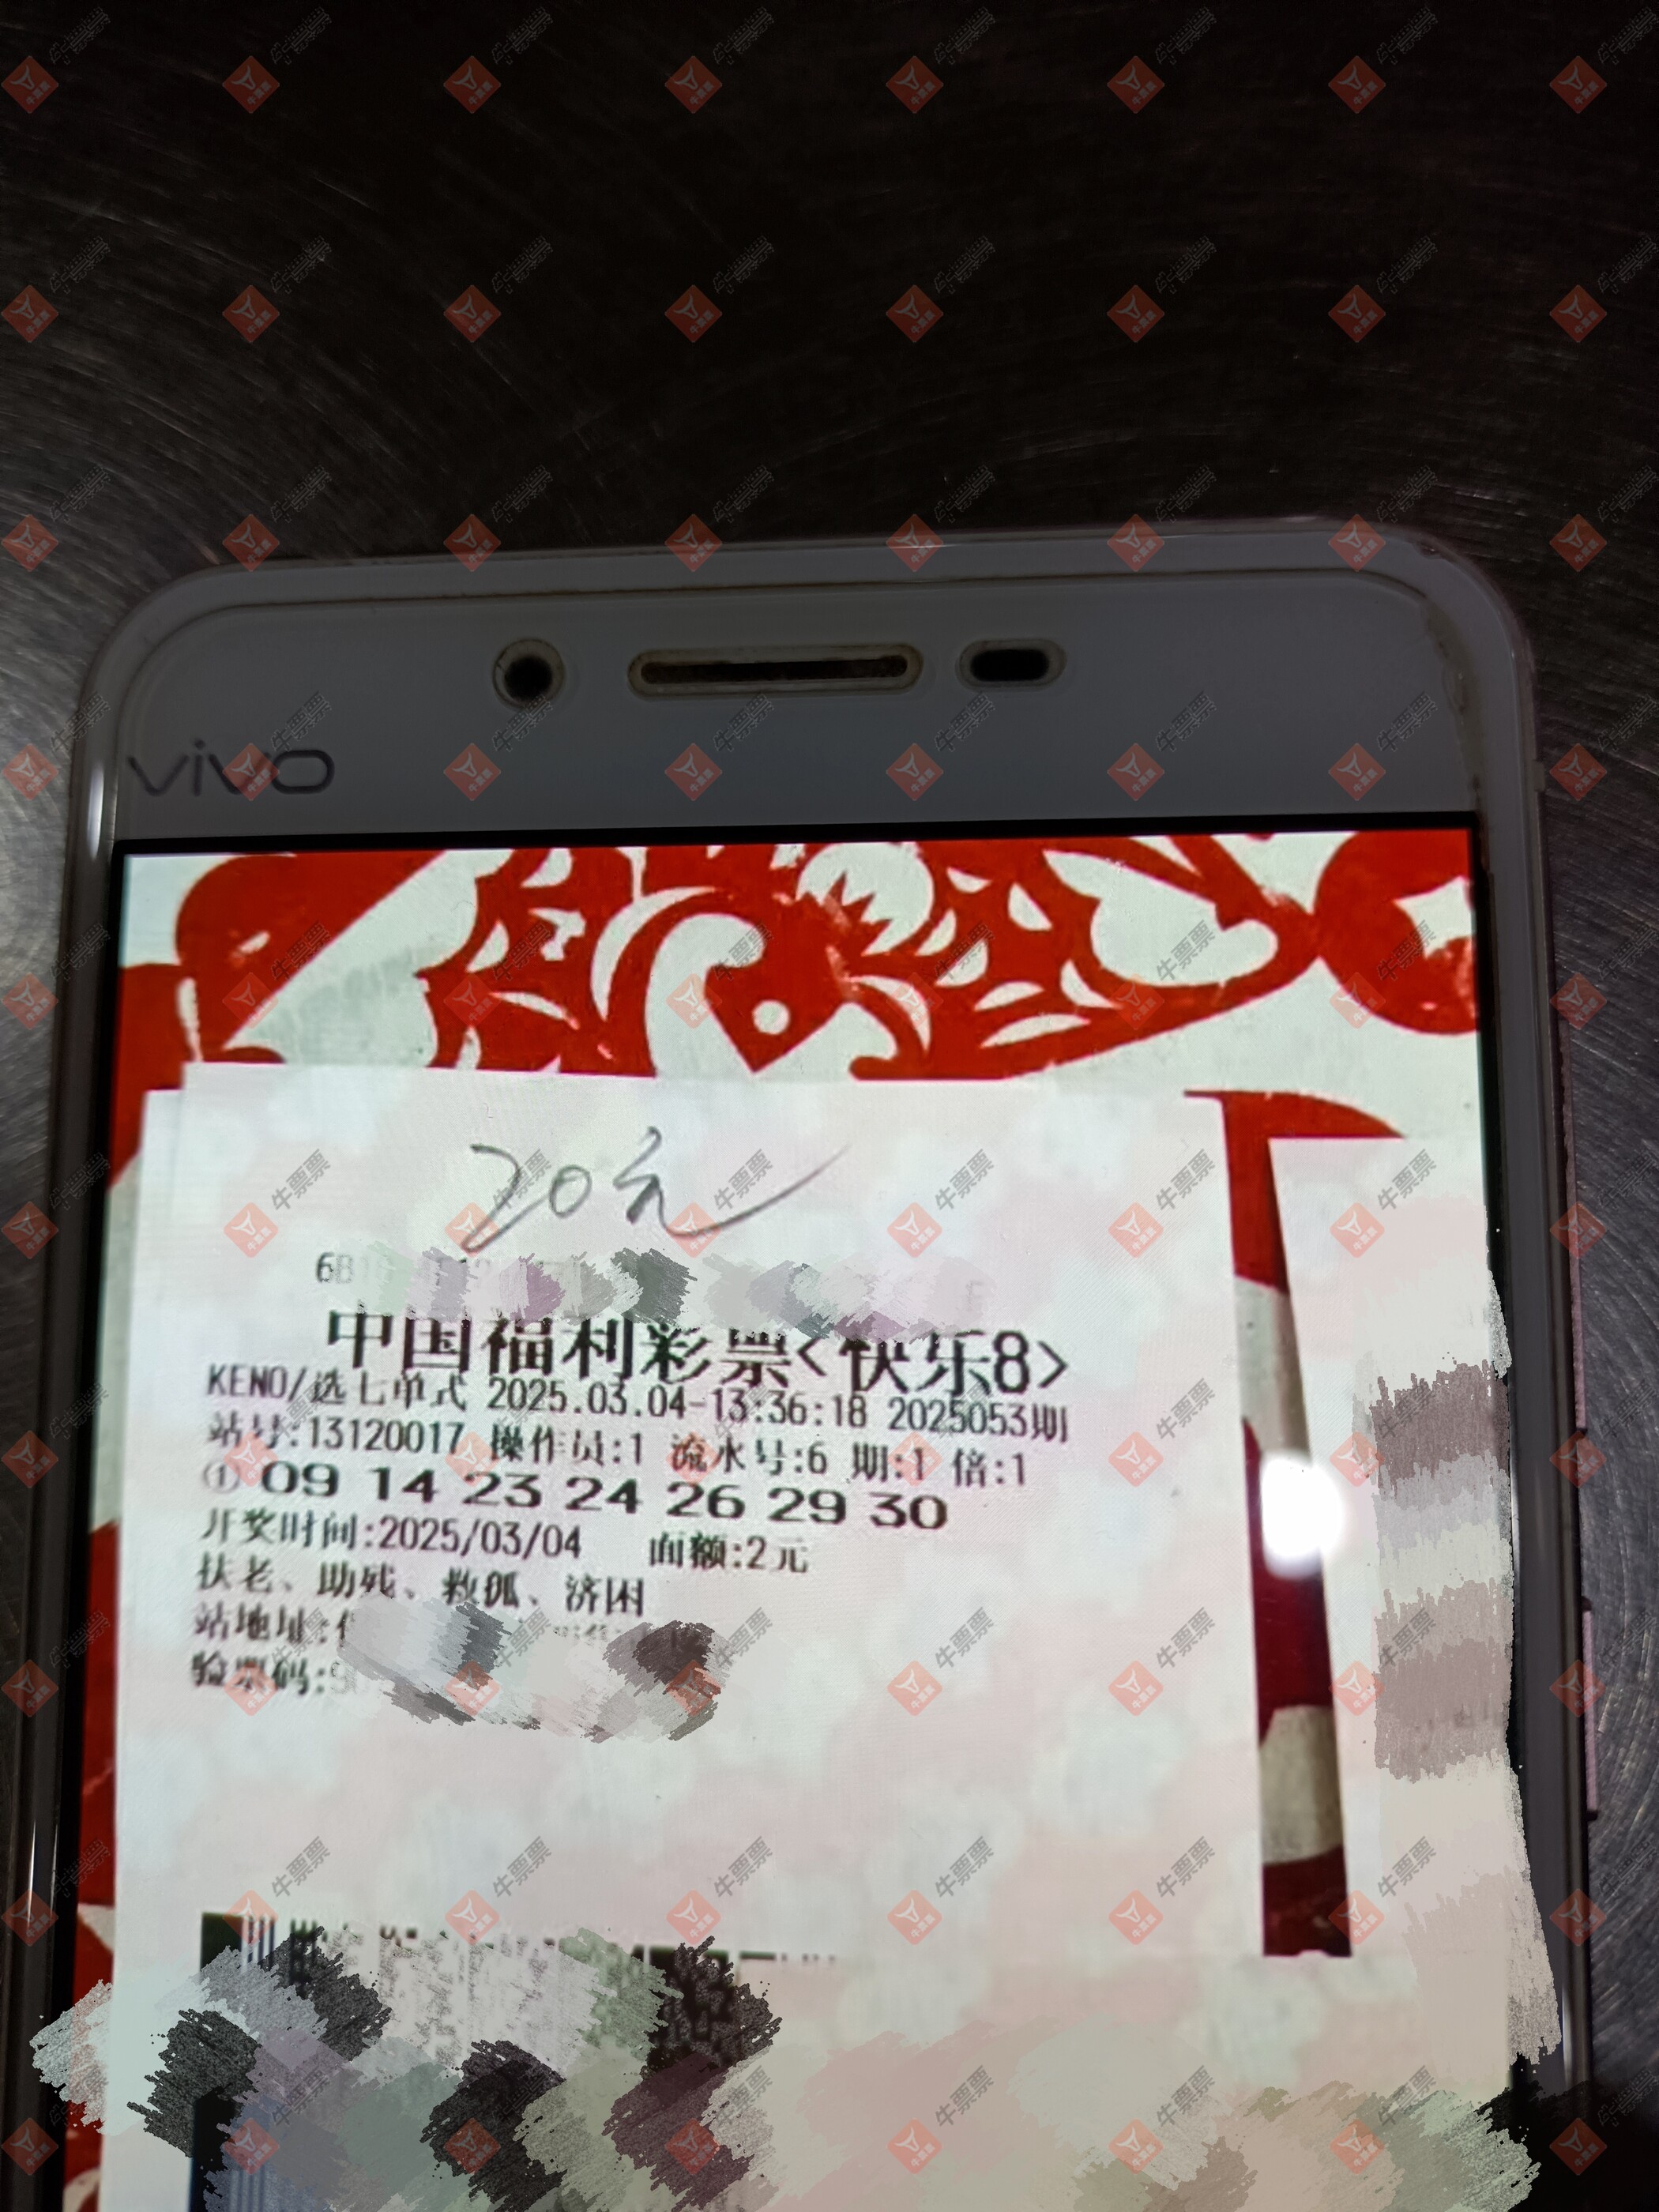 vivo
20元
中国福利彩票<快乐8>
KENO/选七单式 2025.03.04-13:36:18 2025053期
站号:13120017 操作员:1 流水号:6 期:1 倍:1
① 09 14 23 24 26 29 30
开奖时间:2025/03/04 面额:2元
扶老、助残、救孤、济困
站地址:
验票码:
牛票票